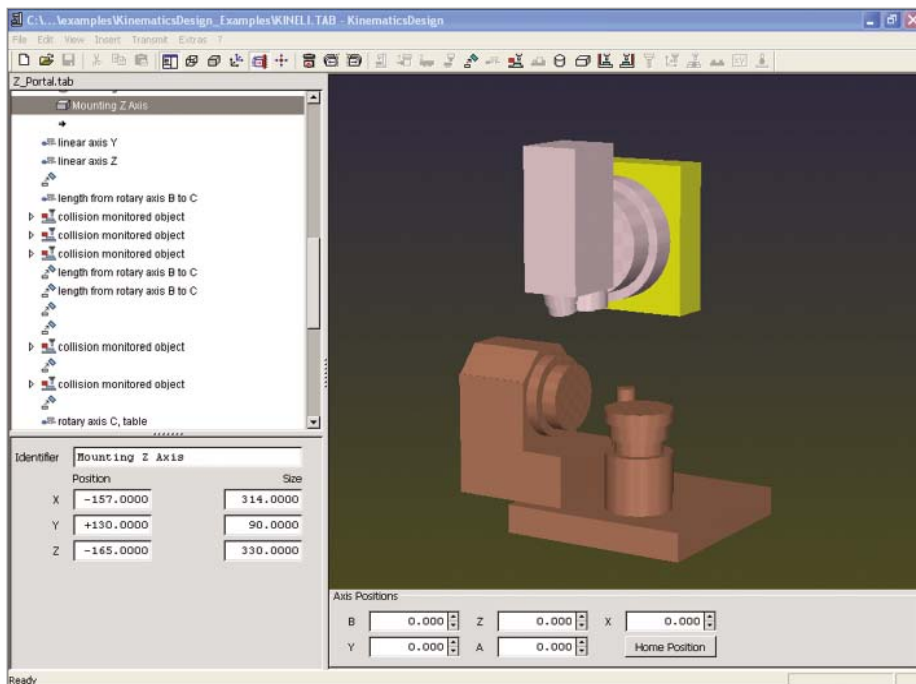 C:\...\examples\KinematicsDesign_Examples\KINELI.TAB - KinematicsDesign
File Edit View Insert Transmit Extras ?
Z_Portal.tab
Mounting Z Axis
linear axis Y
linear axis Z
length from rotary axis B to C
collision monitored object
collision monitored object
collision monitored object
length from rotary axis B to C
length from rotary axis B to C
collision monitored object
collision monitored object
rotary axis C, table
Identifier Mounting Z Axis
Position Size
X -157.0000 314.0000
Y +130.0000 90.0000
Z -165.0000 330.0000
Axis Positions
B 0.000 Z 0.000 X 0.000
Y 0.000 A 0.000 Home Position
Ready